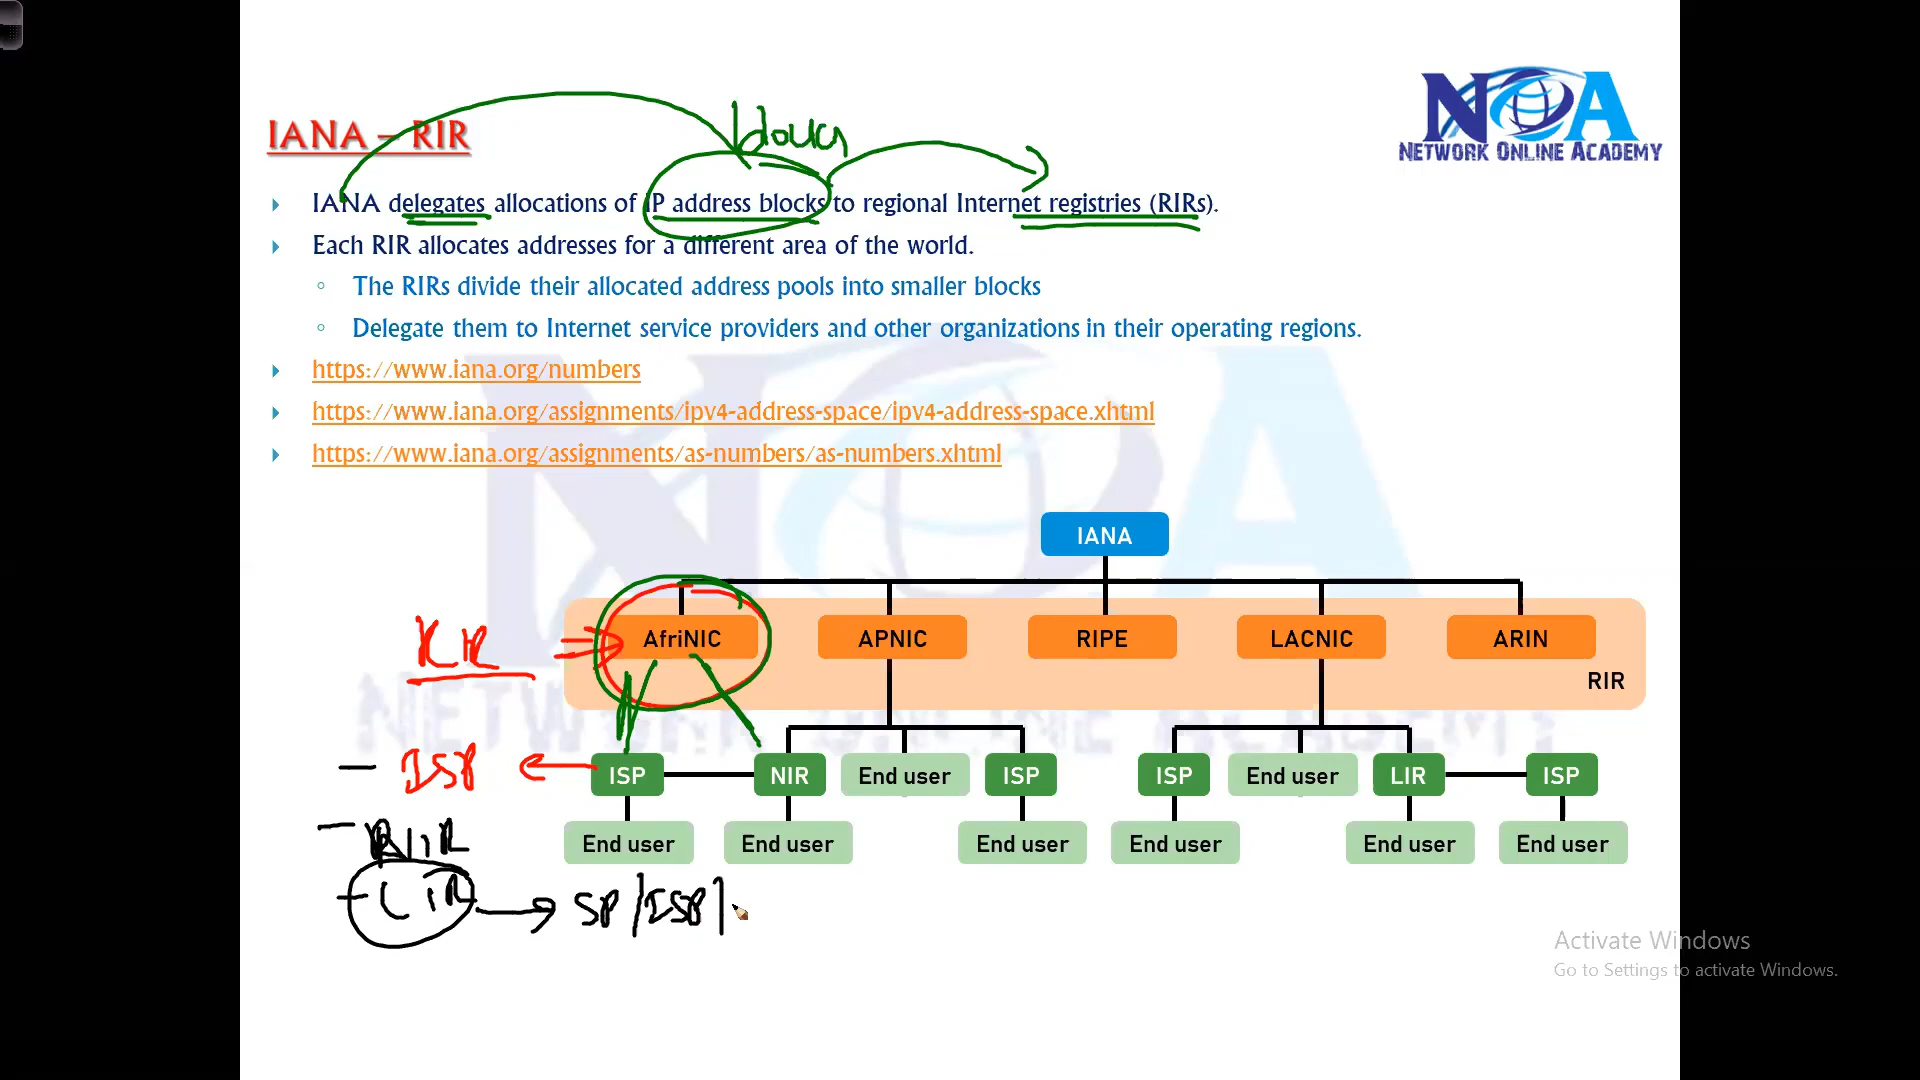 blocks
NOA
NETWORK ONLINE ACADEMY
IANA – RIR
IANA delegates allocations of IP address blocks to regional Internet registries (RIRs).
Each RIR allocates addresses for a different area of the world.
The RIRs divide their allocated address pools into smaller blocks
Delegate them to Internet service providers and other organizations in their operating regions.
https://www.iana.org/numbers
https://www.iana.org/assignments/ipv4-address-space/ipv4-address-space.xhtml
https://www.iana.org/assignments/as-numbers/as-numbers.xhtml
NOA
NETWORK ONLINE ACADEMY
IANA
AfriNIC APNIC RIPE LACNIC ARIN
RIR
– ISP
ISP NIR End user ISP ISP End user LIR ISP
End user End user End user End user End user End user
– LIR → SP/ISP|
Activate Windows
Go to Settings to activate Windows.